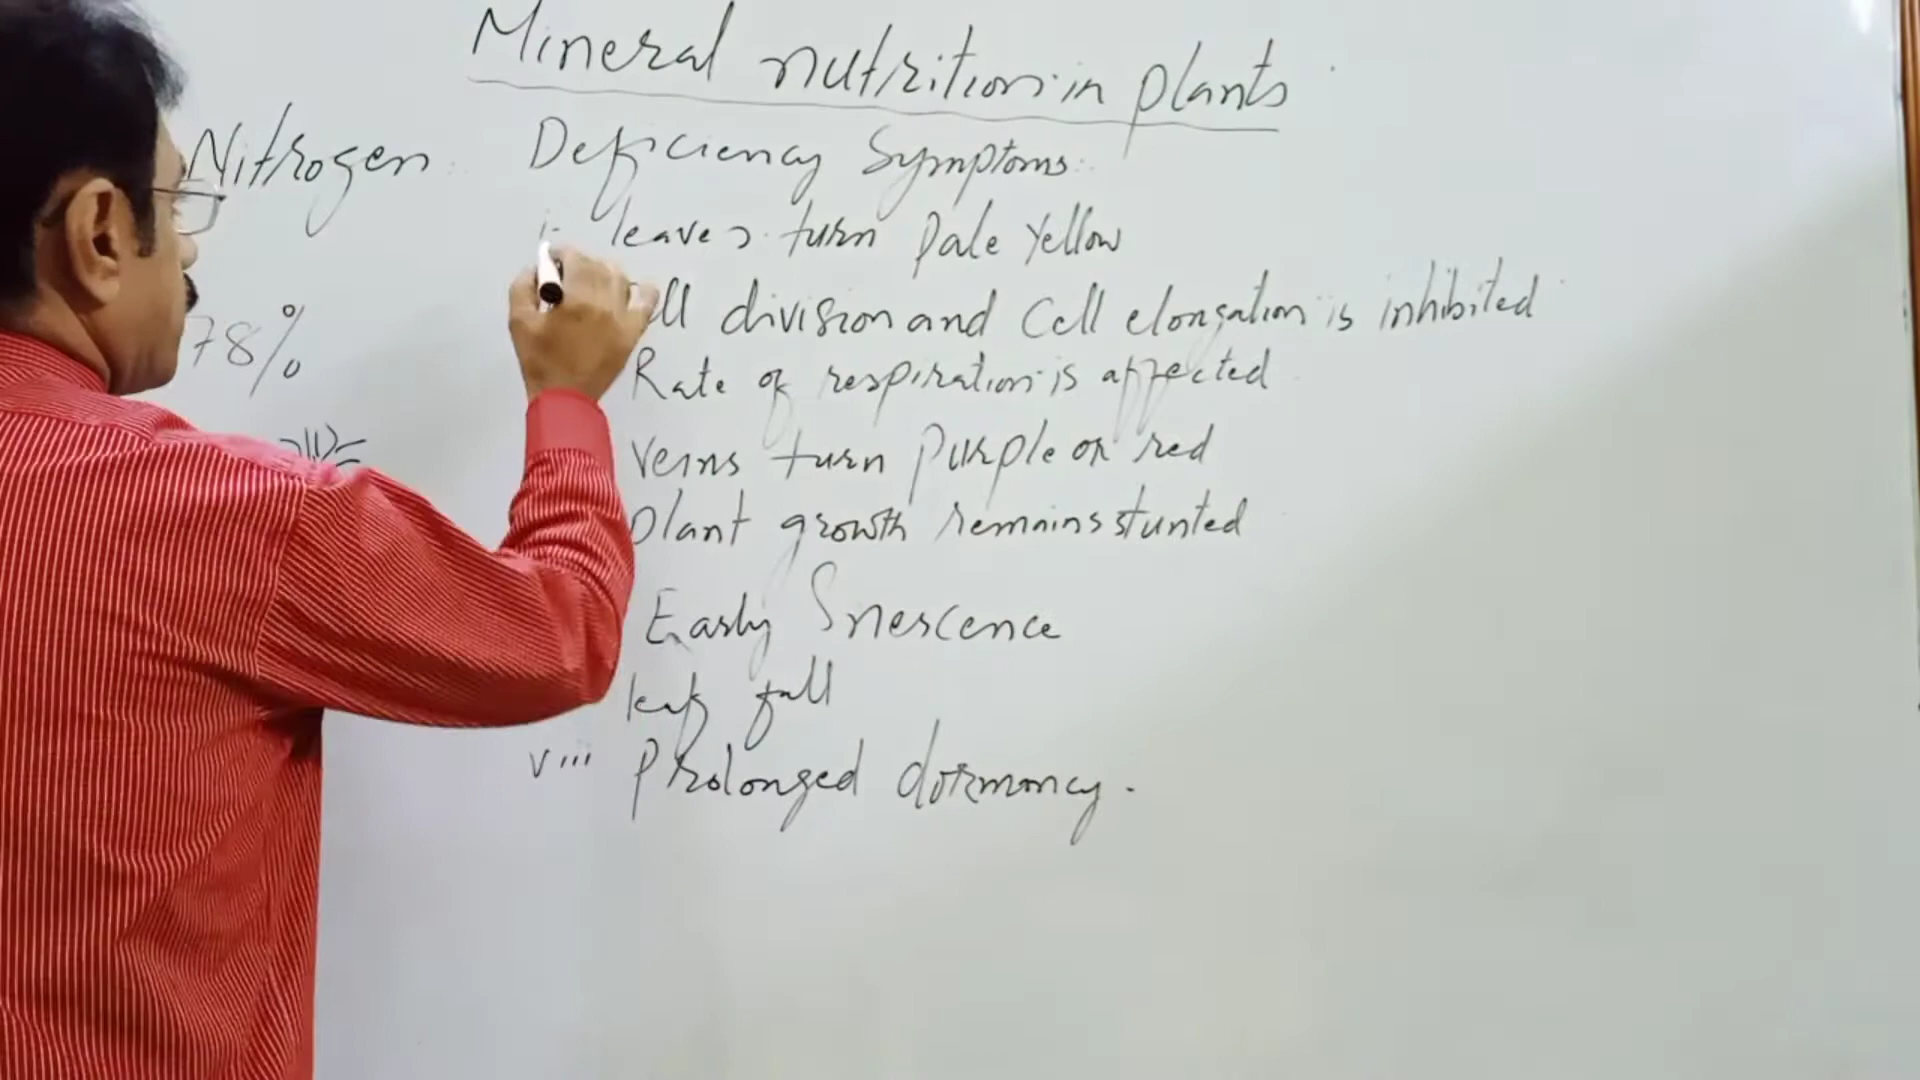 Mineral nutrition in plants
Nitrogen
Deficiency Symptoms
i. leaves turn Pale Yellow
78%
division and Cell elongation is inhibited
Rate of respiration is affected
Veins turn Purple or red
Plant growth remains stunted
Early Snescence
leaf fall
viii Prolonged dormancy.